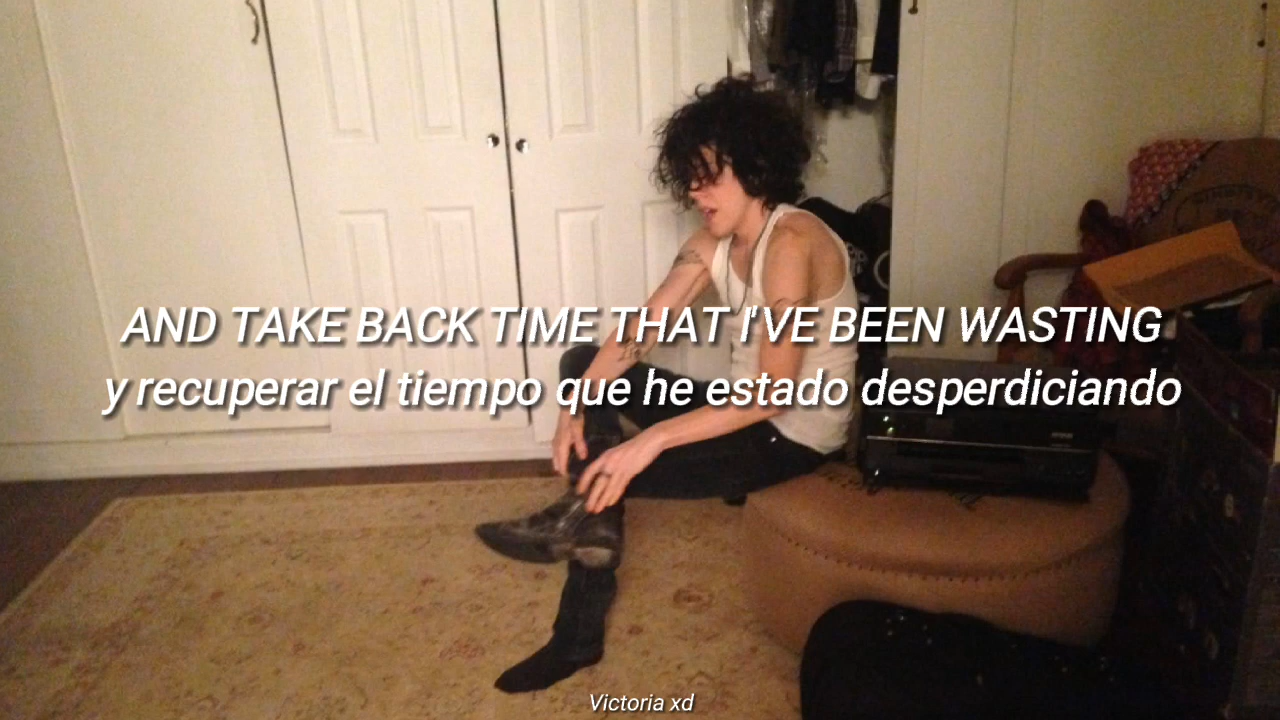 AND TAKE BACK TIME THAT I'VE BEEN WASTING
y recuperar el tiempo que he estado desperdiciando
Victoria xd